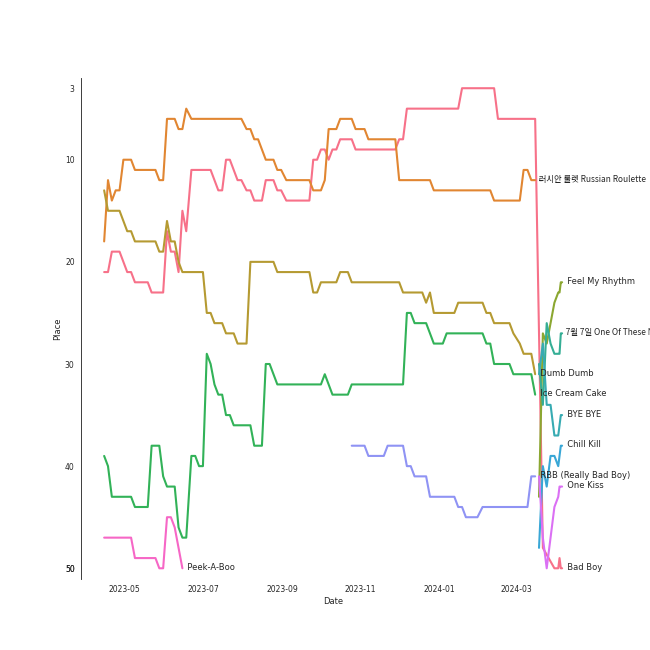 3
10
20
30
40
50
Place
러시안 룰렛 Russian Roulette
Feel My Rhythm
7월 7일 One Of These
Dumb Dumb
Ice Cream Cake
BYE BYE
Chill Kill
RBB (Really Bad Boy)
One Kiss
Peek-A-Boo
Bad Boy
2023-05
2023-07
2023-09
2023-11
2024-01
2024-03
Date